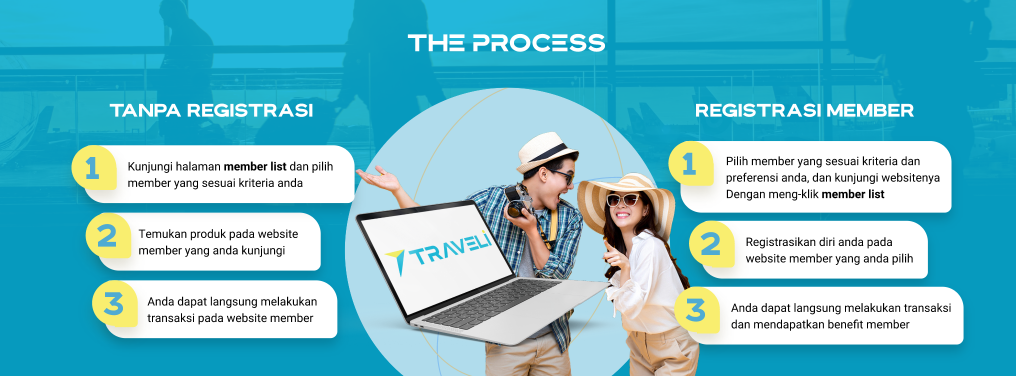 THE PROCESS
TANPA REGISTRASI
1
Kunjungi halaman member list dan pilih
member yang sesuai kriteria anda
2
Temukan produk pada website
member yang anda kunjungi
3
Anda dapat langsung melakukan
transaksi pada website member
TRAVELI
REGISTRASI MEMBER
1
Pilih member yang sesuai kriteria dan
preferensi anda, dan kunjungi websitenya
Dengan meng-klik member list
2
Registrasikan diri anda pada
website member yang anda pilih
3
Anda dapat langsung melakukan transaksi
dan mendapatkan benefit member